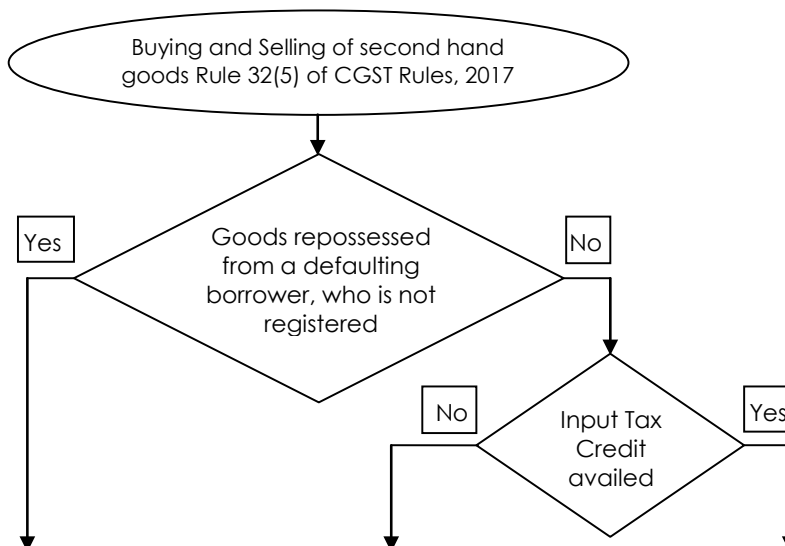 Buying and Selling of second hand
goods Rule 32(5) of CGST Rules, 2017
Yes
Goods repossessed
from a defaulting
borrower, who is not
registered
No
No
Input Tax
Credit
availed
Yes